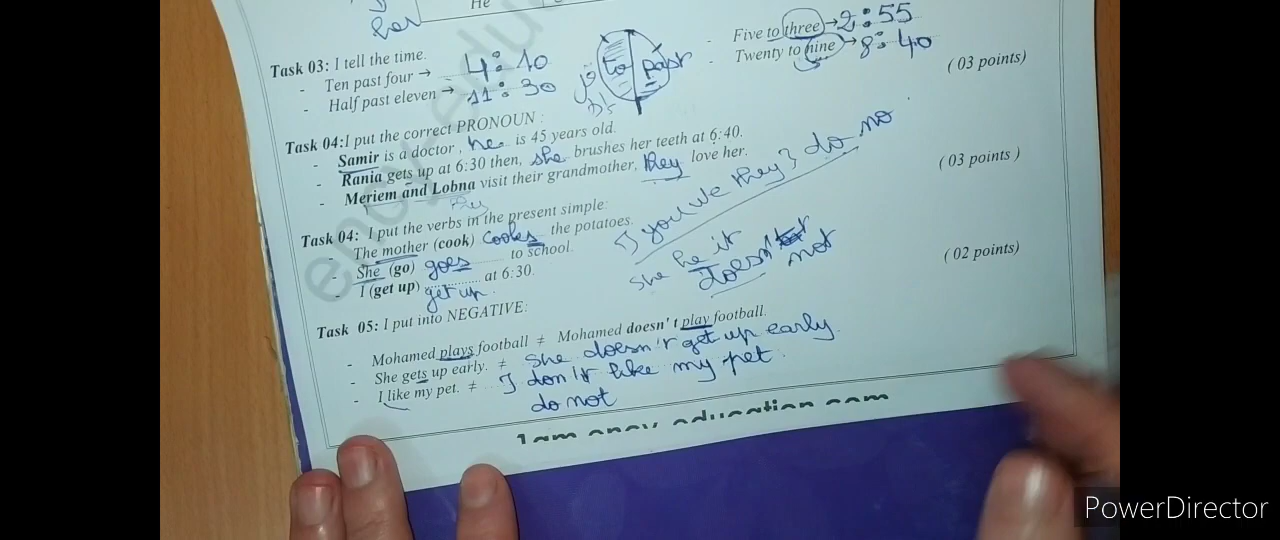 He
her
Task 03: I tell the time.
- Ten past four → 4:10
- Half past eleven → 11:30
to past
- Five to three → 2:55
- Twenty to nine → 8:40
(03 points)
Task 04: I put the correct PRONOUN :
- Samir is a doctor, he is 45 years old.
- Rania gets up at 6:30 then, she brushes her teeth at 6:40.
- Meriem and Lobna visit their grandmother, they love her.
they
(03 points)
Task 04: I put the verbs in the present simple:
- The mother (cook) cooks the potatoes.
- She (go) goes to school.
- I (get up) get up at 6:30.
I you we they } do no
she he it
doesn't
not
(02 points)
Task 05: I put into NEGATIVE:
- Mohamed plays football ≠ Mohamed doesn't play football.
- She gets up early. ≠ She doesn't get up early.
- I like my pet. ≠ I don't like my pet.
do not
PowerDirector